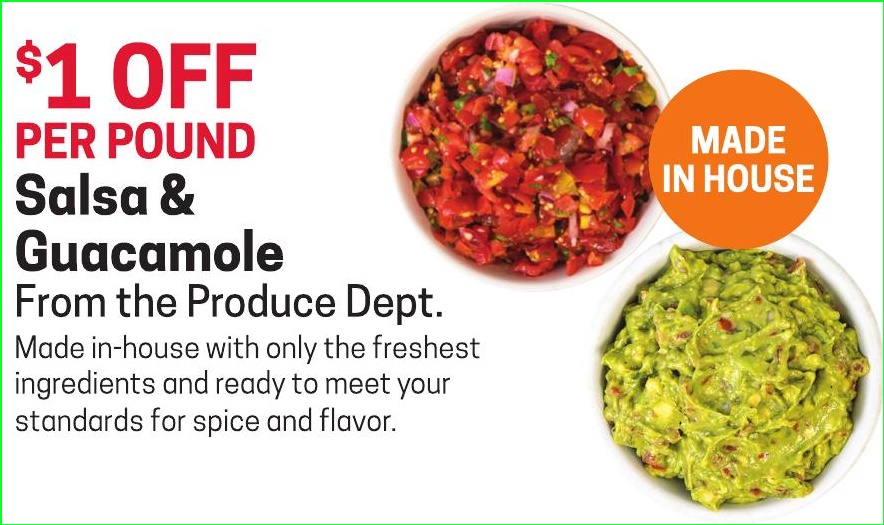 $1 OFF
PER POUND
Salsa &
Guacamole
From the Produce Dept.
Made in-house with only the freshest
ingredients and ready to meet your
standards for spice and flavor.
MADE
IN HOUSE